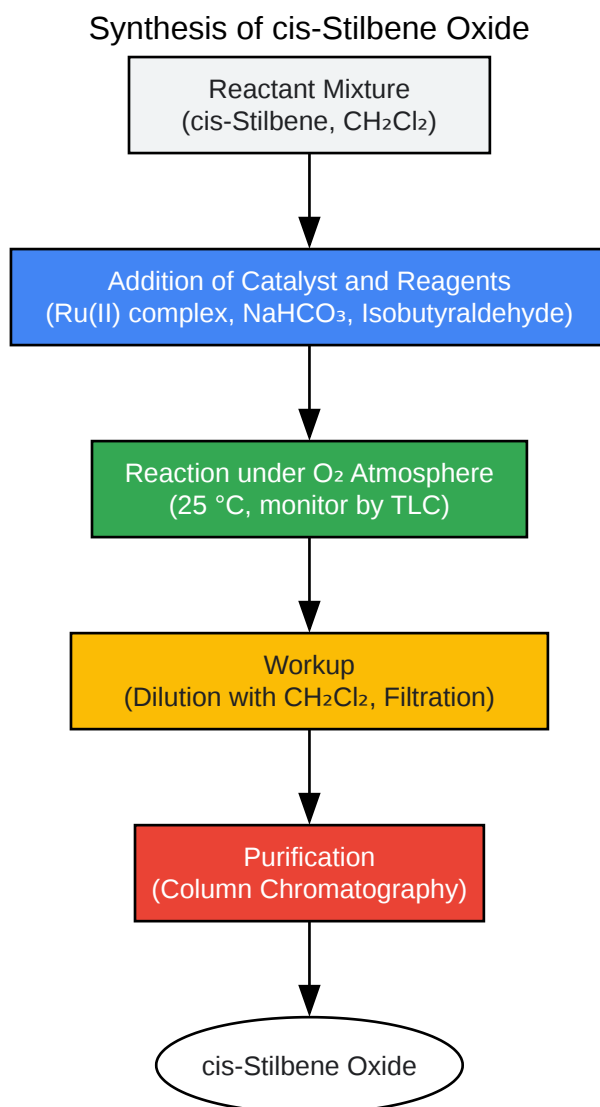 Synthesis of cis-Stilbene Oxide
Reactant Mixture
(cis-Stilbene, CH₂Cl₂)
Addition of Catalyst and Reagents
(Ru(II) complex, NaHCO₃, Isobutyraldehyde)
Reaction under O₂ Atmosphere
(25 °C, monitor by TLC)
Workup
(Dilution with CH₂Cl₂, Filtration)
Purification
(Column Chromatography)
cis-Stilbene Oxide